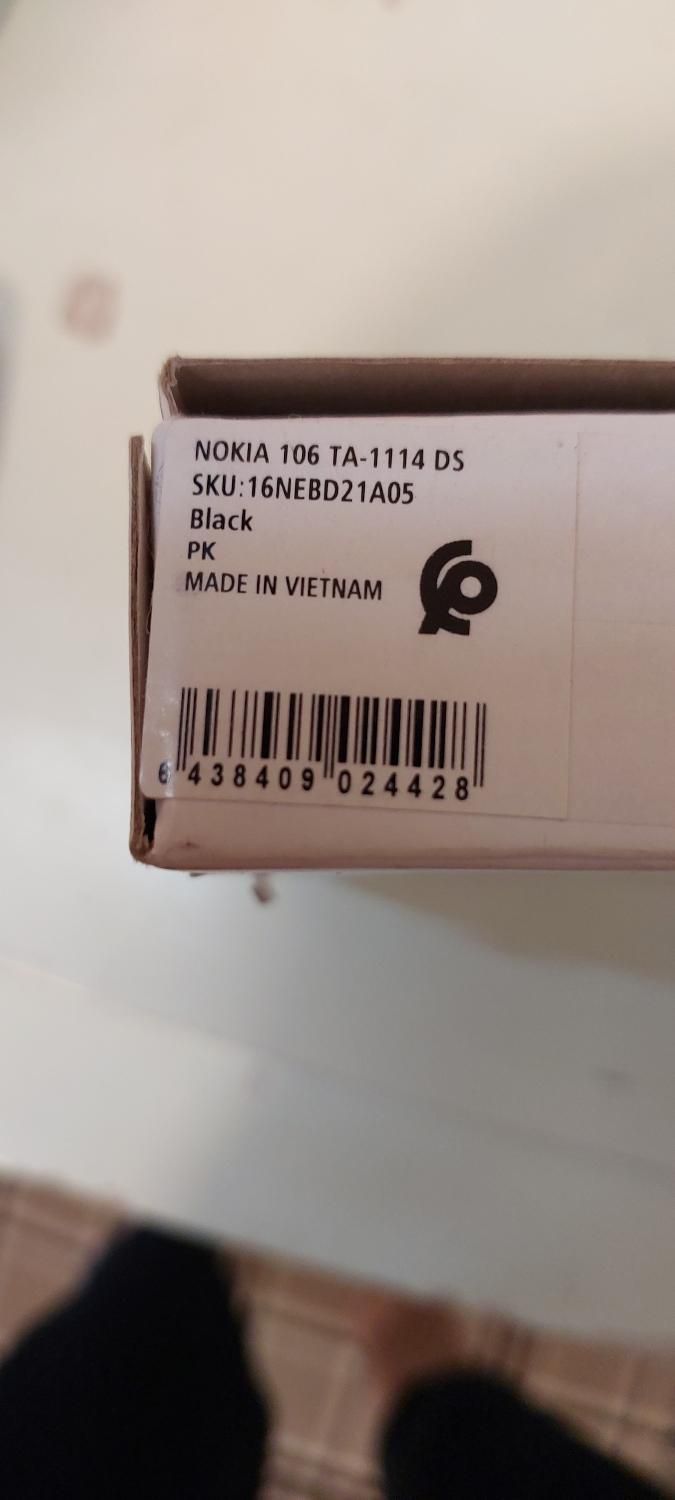 NOKIA 106 TA-1114 DS
SKU:16NEBD21A05
Black
PK
MADE IN VIETNAM
6 438409 024428